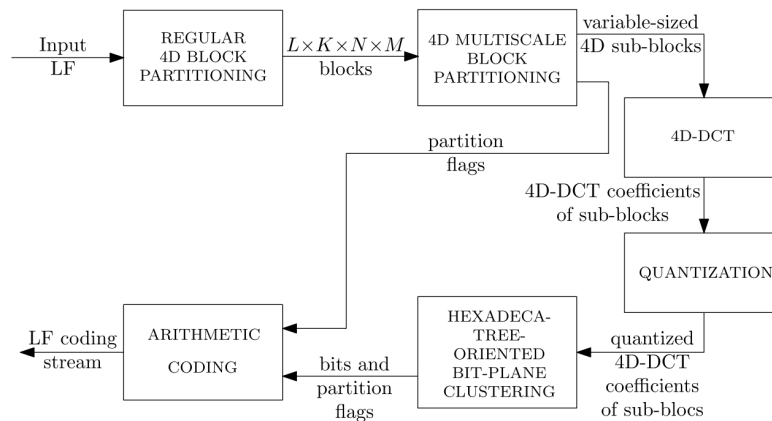 Input
LF
REGULAR
4D BLOCK
PARTITIONING
L×K×N×M
blocks
4D MULTISCALE
BLOCK
PARTITIONING
variable-sized
4D sub-blocks
4D-DCT
partition
flags
4D-DCT coefficients
of sub-blocks
QUANTIZATION
quantized
4D-DCT
coefficients
of sub-blocs
HEXADECA-
TREE-
ORIENTED
BIT-PLANE
CLUSTERING
bits and
partition
flags
ARITHMETIC
CODING
LF coding
stream